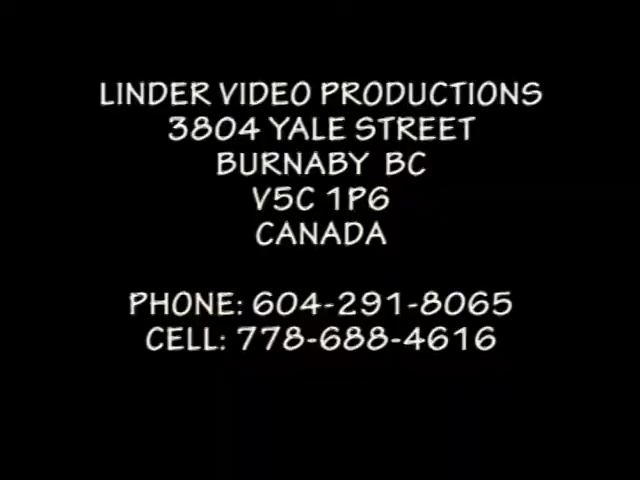 LINDER VIDEO PRODUCTIONS
3804 YALE STREET
BURNABY BC
V5C 1P6
CANADA
PHONE: 604-291-8065
CELL: 778-688-4616